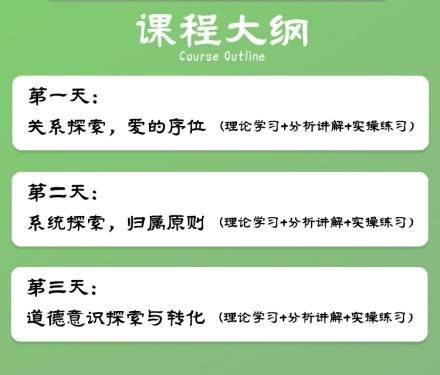 课程大纲
Course Outline
第一天：
关系探索，爱的序位（理论学习+分析讲解+实操练习）
第二天：
系统探索，归属原则（理论学习+分析讲解+实操练习）
第三天：
道德意识探索与转化（理论学习+分析讲解+实操练习）